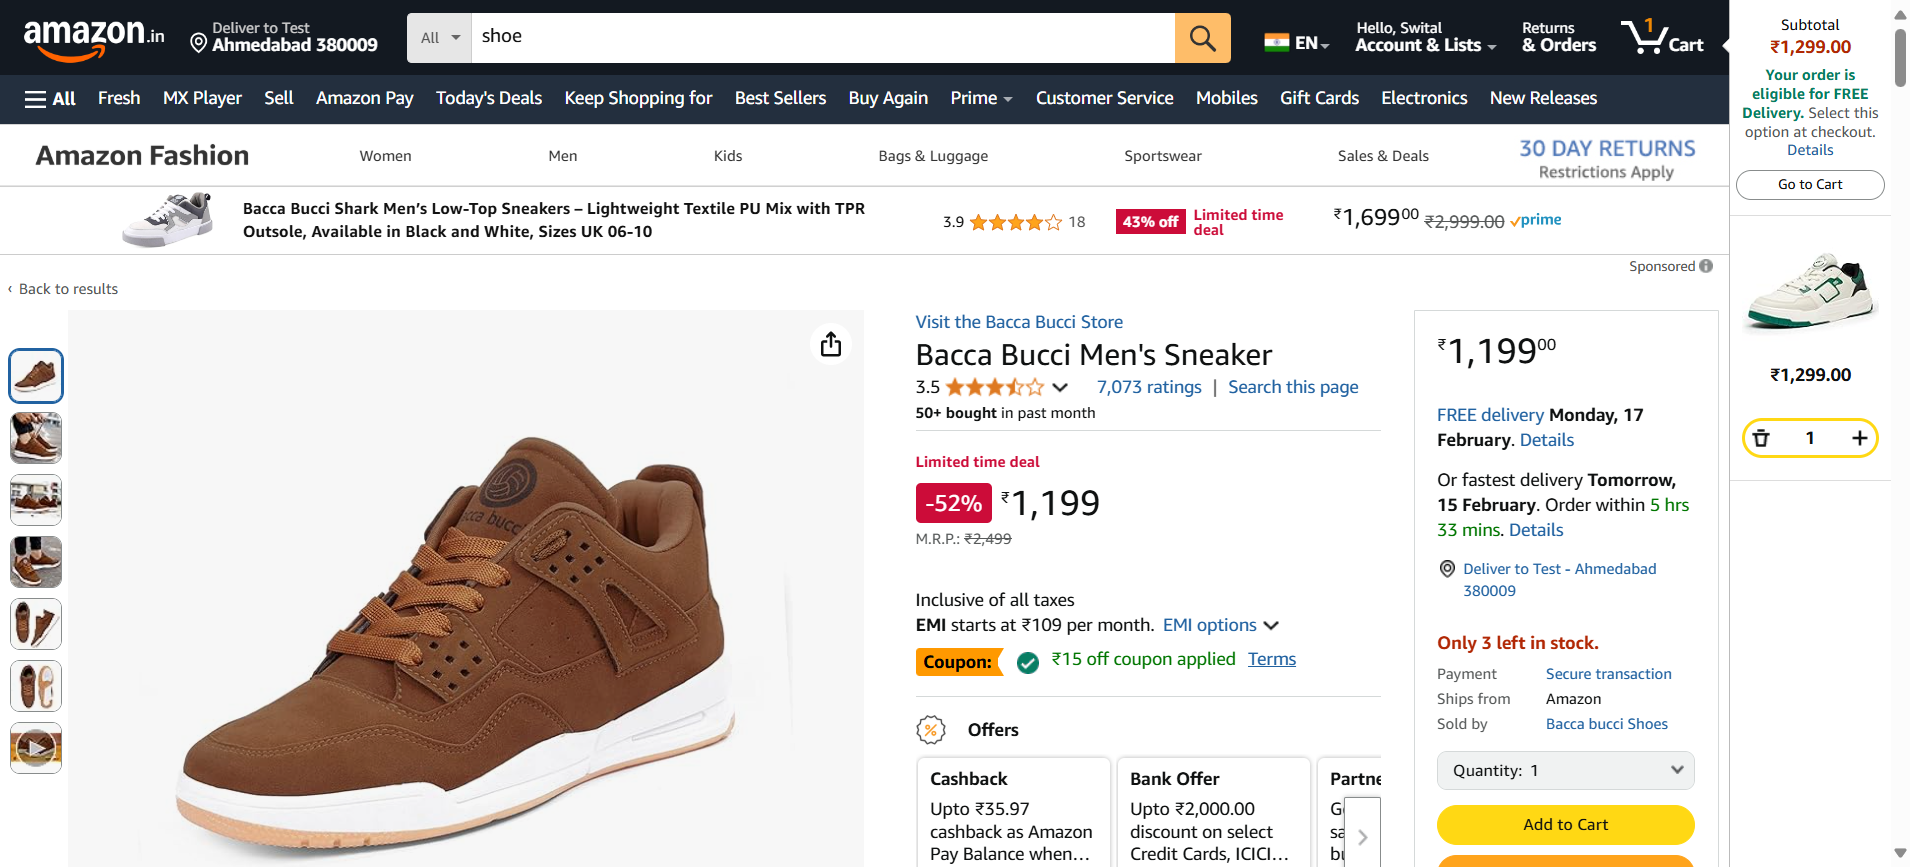 amazon.in
Deliver to Test
Ahmedabad 380009
All
shoe
EN
Hello, Swital
Account & Lists
Returns
& Orders
1
Cart
All
Fresh
MX Player
Sell
Amazon Pay
Today's Deals
Keep Shopping for
Best Sellers
Buy Again
Prime
Customer Service
Mobiles
Gift Cards
Electronics
New Releases
Amazon Fashion
Women
Men
Kids
Bags & Luggage
Sportswear
Sales & Deals
30 DAY RETURNS
Restrictions Apply
Bacca Bucci Shark Men’s Low-Top Sneakers – Lightweight Textile PU Mix with TPR
Outsole, Available in Black and White, Sizes UK 06-10
3.9
18
43% off
Limited time
deal
₹1,69900
₹2,999.00
prime
Sponsored
‹ Back to results
bacca bucci
Visit the Bacca Bucci Store
Bacca Bucci Men's Sneaker
3.5
7,073 ratings | Search this page
50+ bought in past month
Limited time deal
-52% ₹1,199
M.R.P.: ₹2,499
Inclusive of all taxes
EMI starts at ₹109 per month. EMI options
Coupon: ₹15 off coupon applied Terms
%
Offers
Cashback
Upto ₹35.97
cashback as Amazon
Pay Balance when…
Bank Offer
Upto ₹2,000.00
discount on select
Credit Cards, ICICI…
Partne
G
sa
bu
₹1,19900
FREE delivery Monday, 17
February. Details
Or fastest delivery Tomorrow,
15 February. Order within 5 hrs
33 mins. Details
Deliver to Test - Ahmedabad
380009
Only 3 left in stock.
Payment Secure transaction
Ships from Amazon
Sold by Bacca bucci Shoes
Quantity: 1
Add to Cart
Subtotal
₹1,299.00
Your order is
eligible for FREE
Delivery. Select this
option at checkout.
Details
Go to Cart
₹1,299.00
1